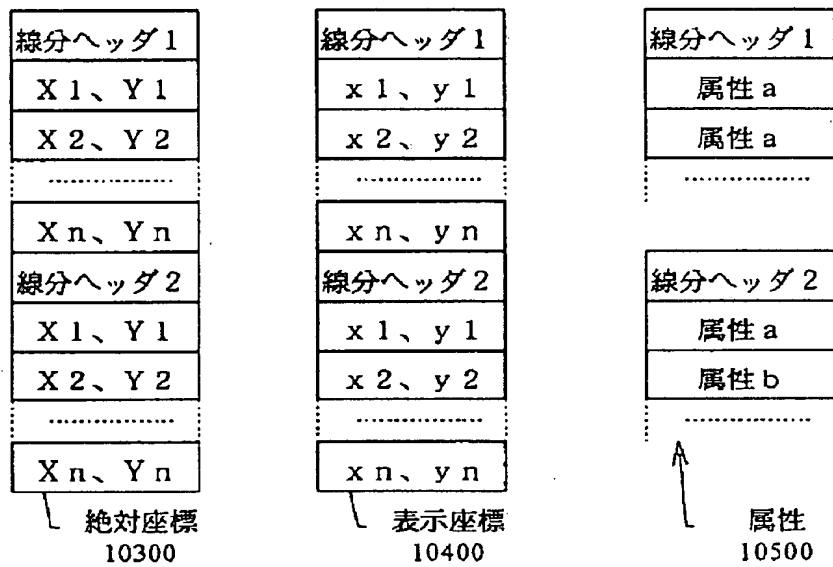 線分ヘッダ1
X1、Y1
X2、Y2
..................
Xn、Yn
線分ヘッダ2
X1、Y1
X2、Y2
..................
Xn、Yn
絶対座標
10300
線分ヘッダ1
x1、y1
x2、y2
..................
xn、yn
線分ヘッダ2
x1、y1
x2、y2
..................
xn、yn
表示座標
10400
線分ヘッダ1
属性a
属性a
..................
線分ヘッダ2
属性a
属性b
..................
属性
10500